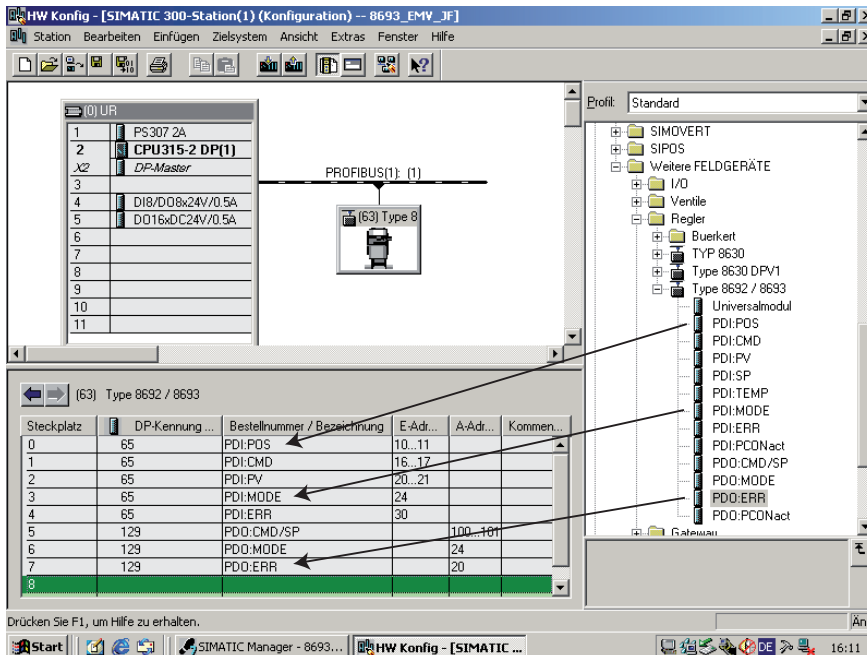 HW Konfig - [SIMATIC 300-Station(1) (Konfiguration) -- 8693_EMV_JF]
Station Bearbeiten Einfügen Zielsystem Ansicht Extras Fenster Hilfe
(0) UR
1 PS307 2A
2 CPU315-2 DP(1)
X2 DP-Master
3
4 DI8/DO8x24V/0.5A
5 DO16xDC24V/0.5A
6
7
8
9
10
11
PROFIBUS(1): (1)
(63) Type 8
Profil: Standard
SIMOVERT
SIPOS
Weitere FELDGERÄTE
I/O
Ventile
Regler
Buerkert
TYP 8630
Type 8630 DPV1
Type 8692 / 8693
Universalmodul
PDI:POS
PDI:CMD
PDI:PV
PDI:SP
PDI:TEMP
PDI:MODE
PDI:ERR
PDI:PCONact
PDO:CMD/SP
PDO:MODE
PDO:ERR
PDO:PCONact
Gateway
(63) Type 8692 / 8693
Steckplatz DP-Kennung ... Bestellnummer / Bezeichnung E-Adr... A-Adr... Kommen...
0 65 PDI:POS 10...11
1 65 PDI:CMD 16...17
2 65 PDI:PV 20...21
3 65 PDI:MODE 24
4 65 PDI:ERR 30
5 129 PDO:CMD/SP 100...101
6 129 PDO:MODE 24
7 129 PDO:ERR 20
8
Drücken Sie F1, um Hilfe zu erhalten.
Än
Start SIMATIC Manager - 8693... HW Konfig - [SIMATIC ... DE 16:11